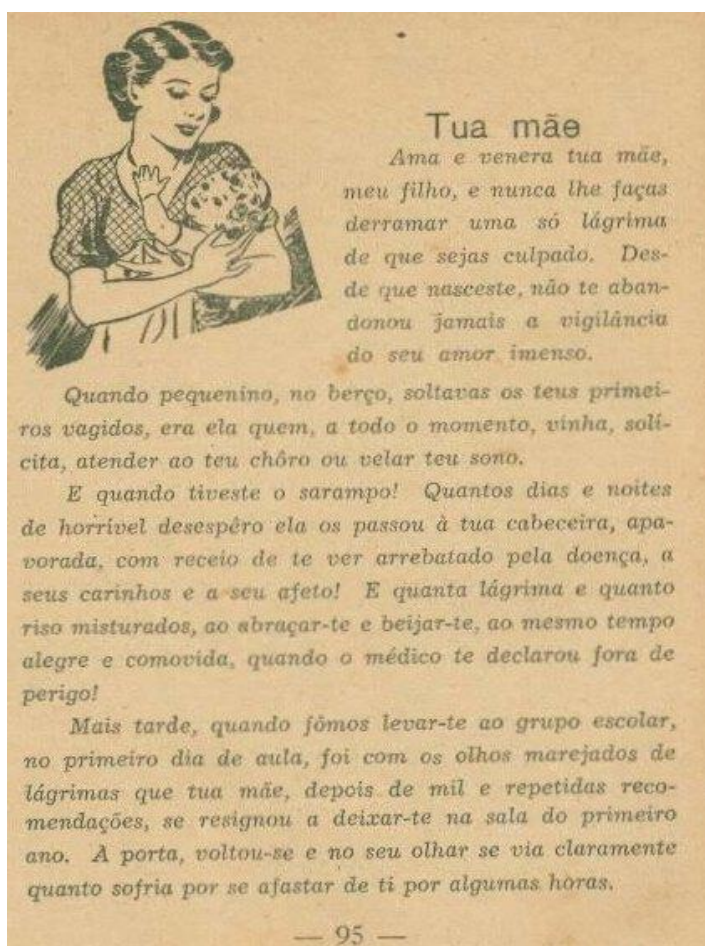 Tua mãe
Ama e venera tua mãe,
meu filho, e nunca lhe faças
derramar uma só lágrima
de que sejas culpado. Des-
de que nasceste, não te aban-
donou jamais a vigilância
do seu amor imenso.
Quando pequenino, no berço, soltavas os teus primei-
ros vagidos, era ela quem, a todo o momento, vinha, solí-
cita, atender ao teu chôro ou velar teu sono.
E quando tiveste o sarampo! Quantos dias e noites
de horrível desespêro ela os passou à tua cabeceira, apa-
vorada, com receio de te ver arrebatado pela doença, a
seus carinhos e a seu afeto! E quanta lágrima e quanto
riso misturados, ao abraçar-te e beijar-te, ao mesmo tempo
alegre e comovida, quando o médico te declarou fora de
perigo!
Mais tarde, quando fômos levar-te ao grupo escolar,
no primeiro dia de aula, foi com os olhos marejados de
lágrimas que tua mãe, depois de mil e repetidas reco-
mendações, se resignou a deixar-te na sala do primeiro
ano. A porta, voltou-se e no seu olhar se via claramente
quanto sofria por se afastar de ti por algumas horas.
— 95 —